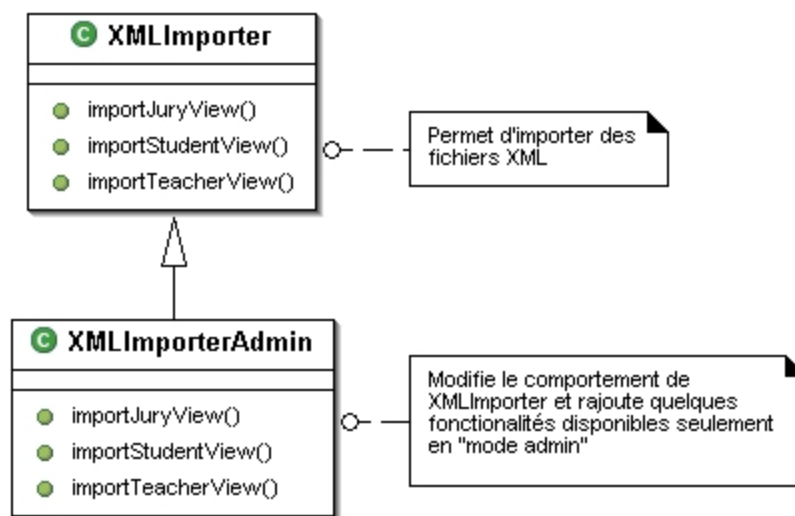 C XMLImporter
importJuryView()
importStudentView()
importTeacherView()
Permet d'importer des
fichiers XML
C XMLImporterAdmin
importJuryView()
importStudentView()
importTeacherView()
Modifie le comportement de
XMLImporter et rajoute quelques
fonctionalités disponibles seulement
en "mode admin"